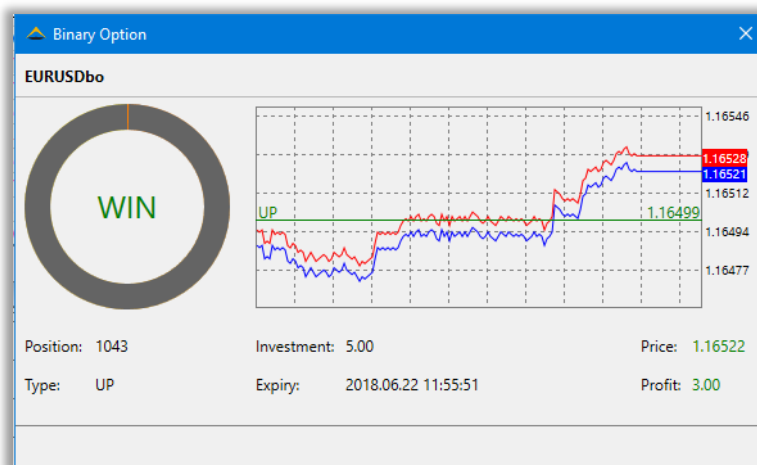 Binary Option
EURUSDbo
WIN
UP
1.16499
1.16546
1.16528
1.16521
1.16512
1.16494
1.16477
Position: 1043
Investment: 5.00
Price: 1.16522
Type: UP
Expiry: 2018.06.22 11:55:51
Profit: 3.00